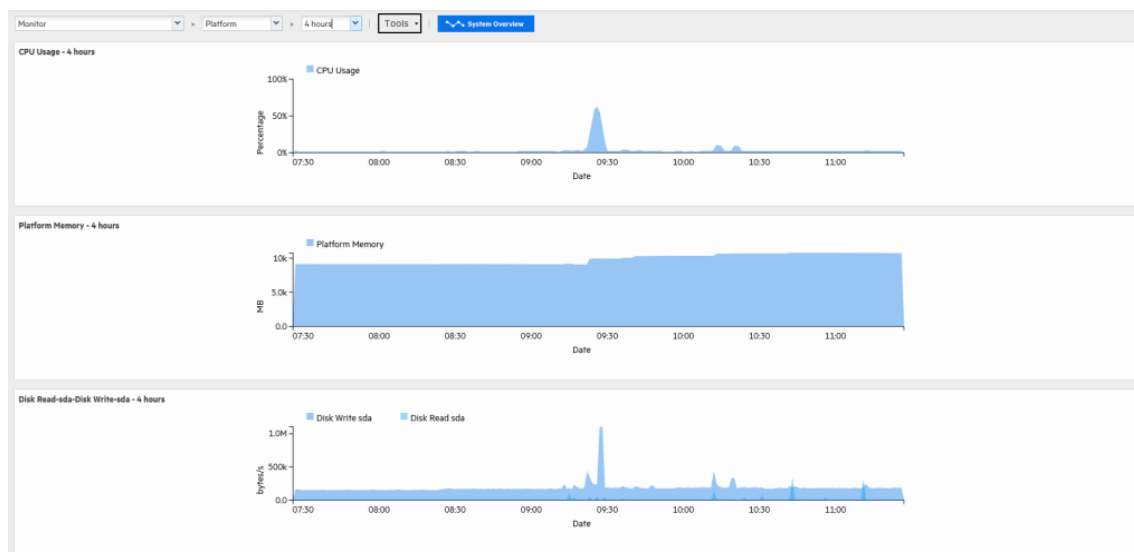 Monitor > Platform > 4 hours Tools System Overview
CPU Usage - 4 hours
CPU Usage
100%
50%
0%
Percentage
07:30 08:00 08:30 09:00 09:30 10:00 10:30 11:00
Date
Platform Memory - 4 hours
Platform Memory
10k
5.0k
0.0
MB
07:30 08:00 08:30 09:00 09:30 10:00 10:30 11:00
Date
Disk Read-sda-Disk Write-sda - 4 hours
Disk Write sda Disk Read sda
1.0M
500k
0.0
bytes/s
07:30 08:00 08:30 09:00 09:30 10:00 10:30 11:00
Date